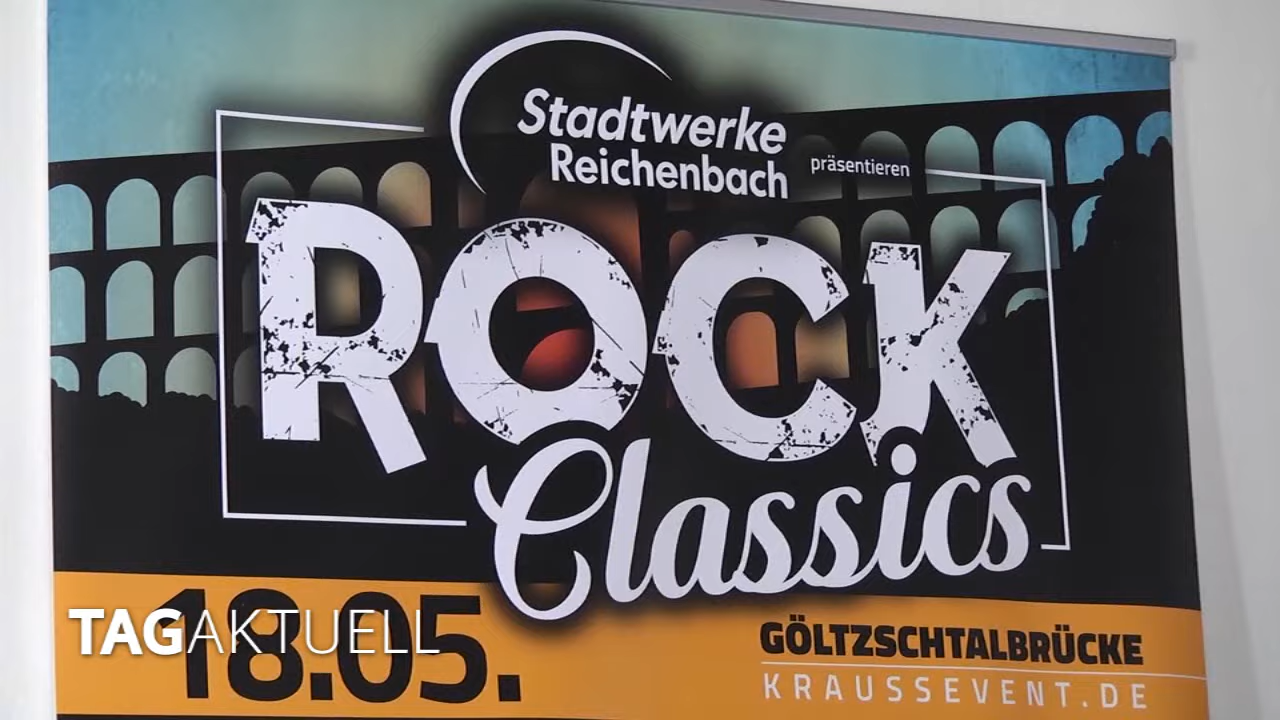 Stadtwerke
Reichenbach
präsentieren
ROCK
Classics
18.05.
TAGAKTUELL
GÖLTZSCHTALBRÜCKE
KRAUSSEVENT.DE